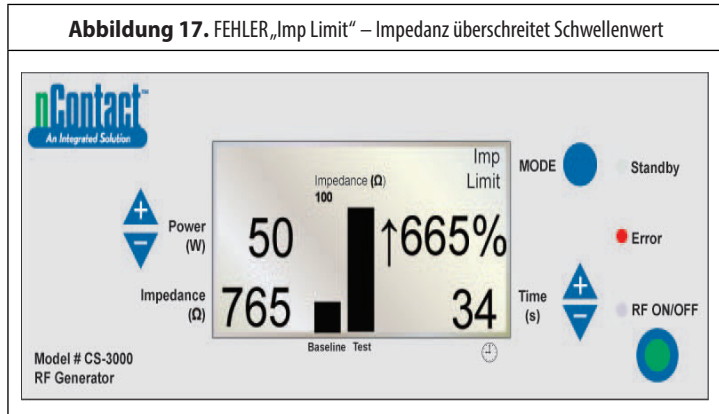 Abbildung 17. FEHLER „Imp Limit“ – Impedanz überschreitet Schwellenwert
nContact™
An Integrated Solution
Power
(W)
50
Impedance
(Ω)
765
Impedance (Ω)
100
Baseline Test
Imp
Limit
↑665%
34
MODE
Standby
Error
Time
(s)
RF ON/OFF
Model # CS-3000
RF Generator